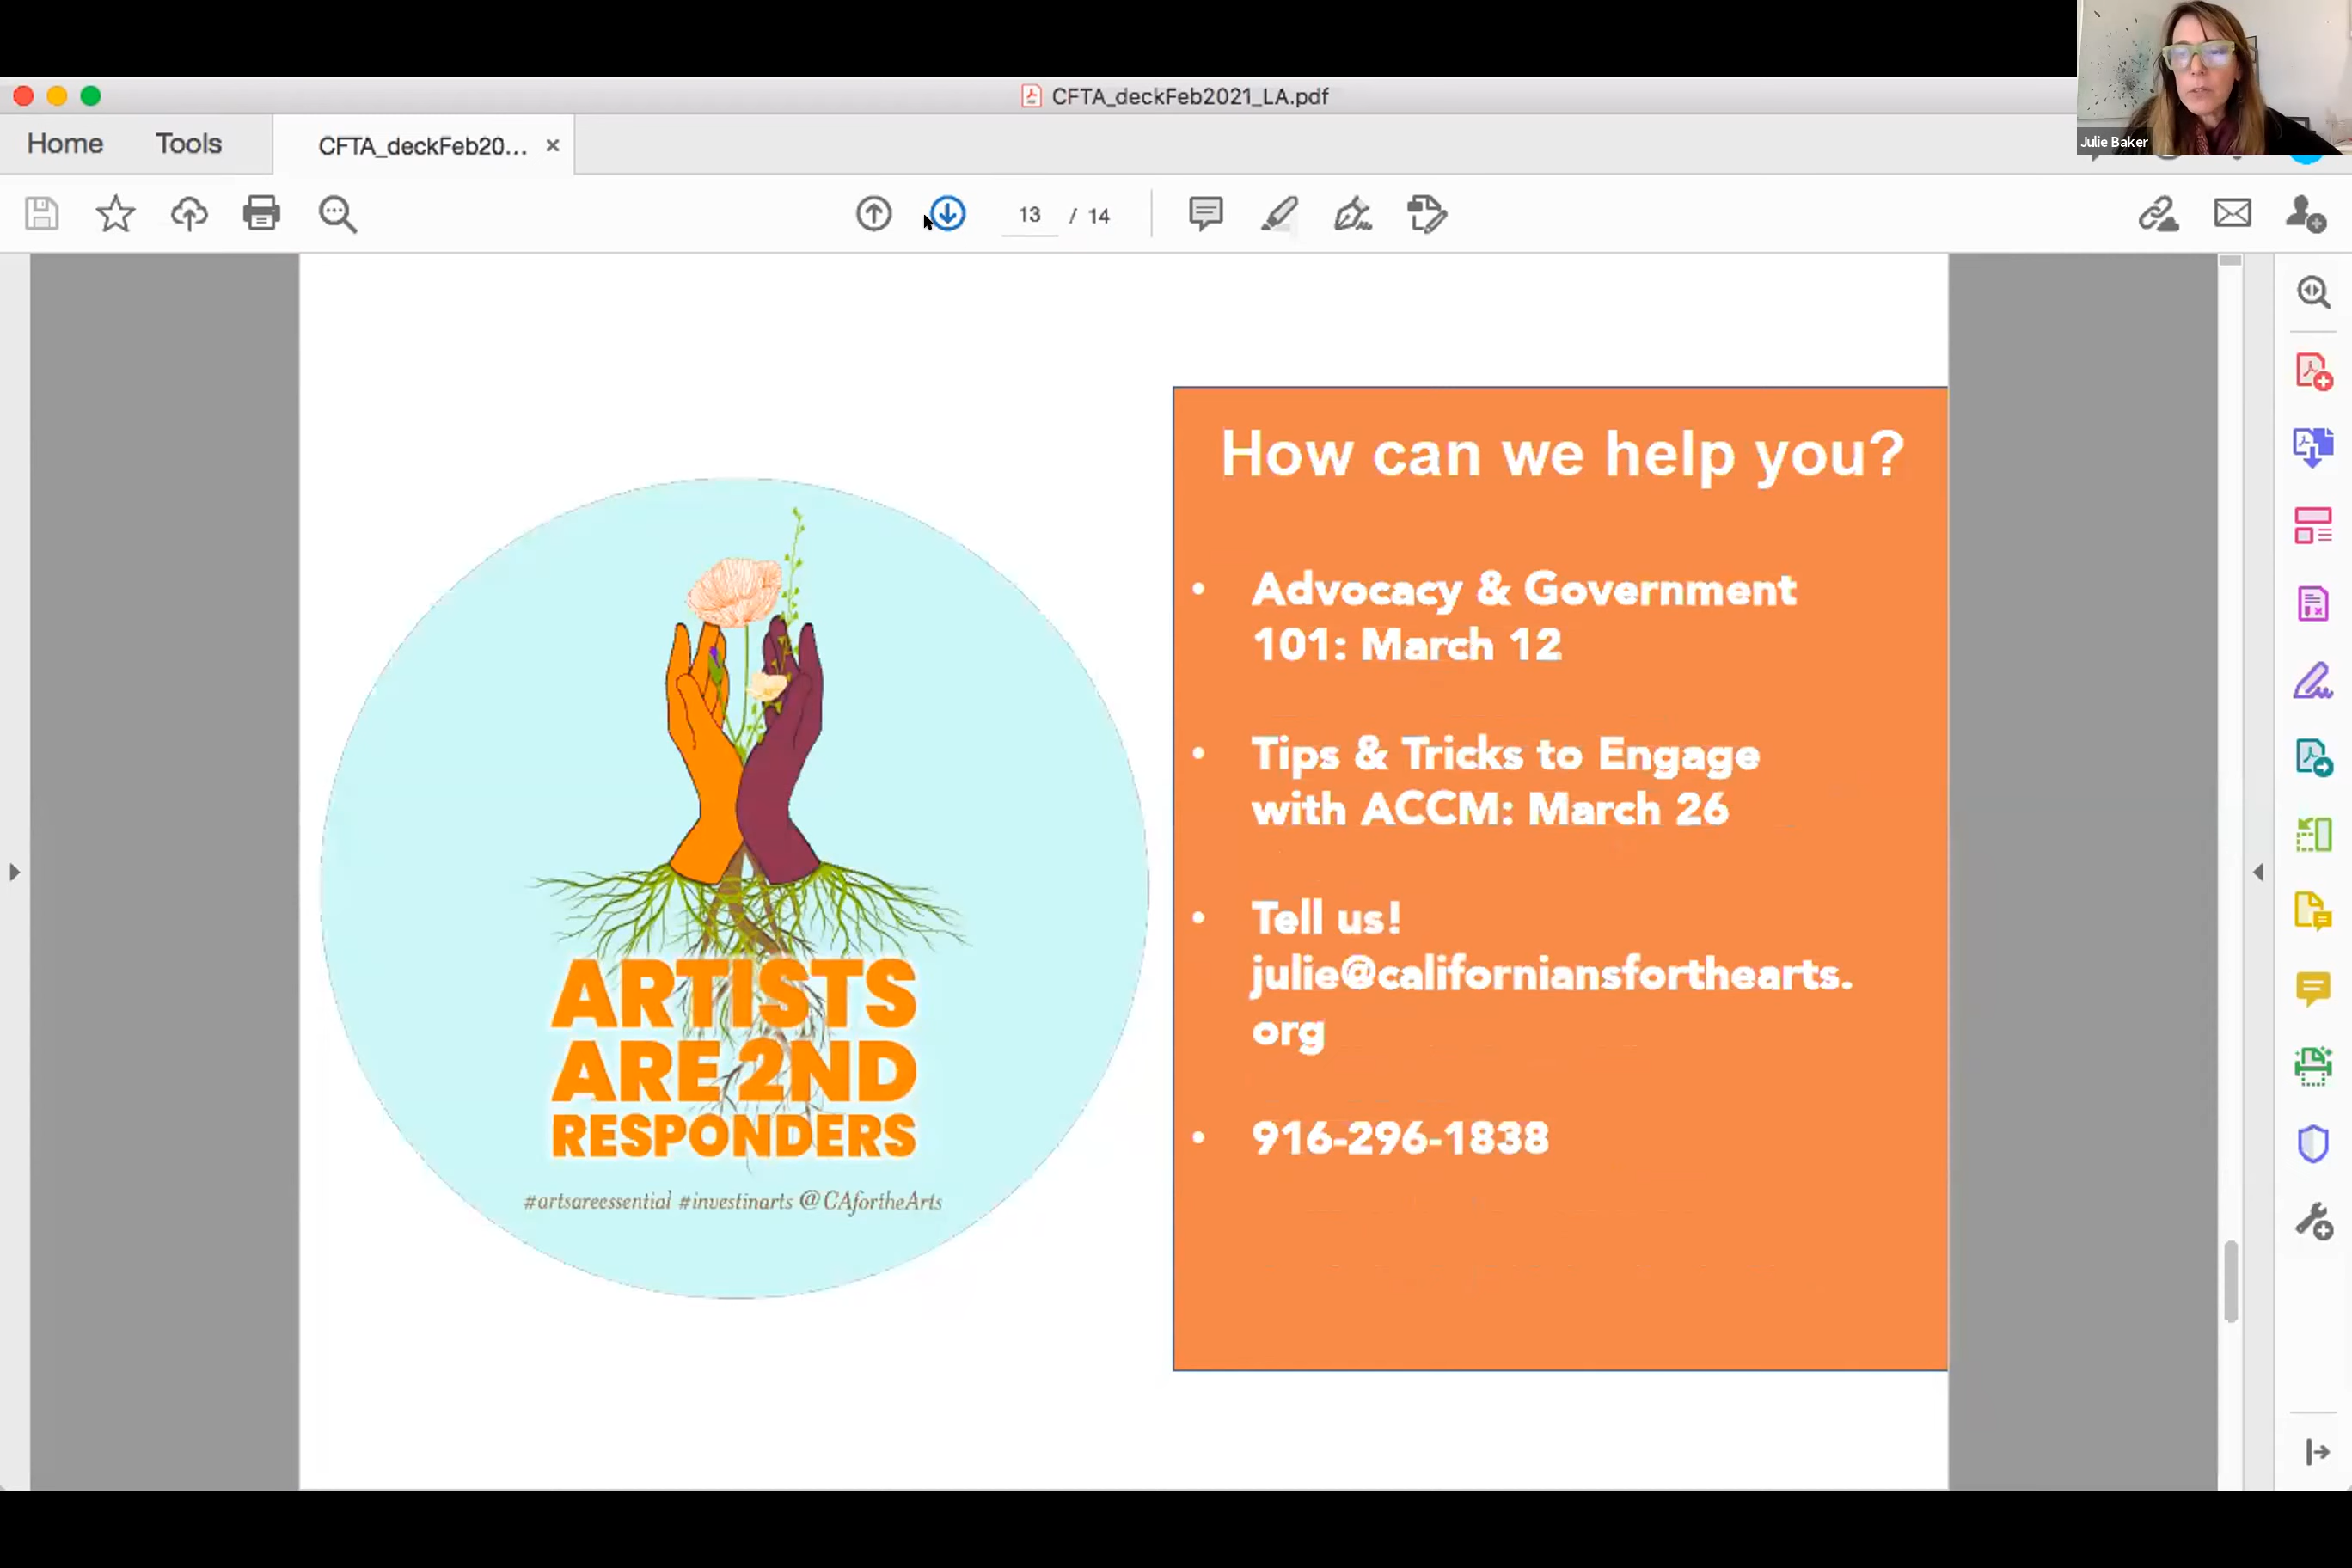 CFTA_deckFeb2021_LA.pdf
Julie Baker
Home Tools CFTA_deckFeb20...
13 / 14
How can we help you?
• Advocacy & Government
101: March 12
• Tips & Tricks to Engage
with ACCM: March 26
• Tell us!
julie@californiansforthearts.
org
• 916-296-1838
ARTISTS
ARE 2ND
RESPONDERS
#artsareessential #investinarts @CAfortheArts